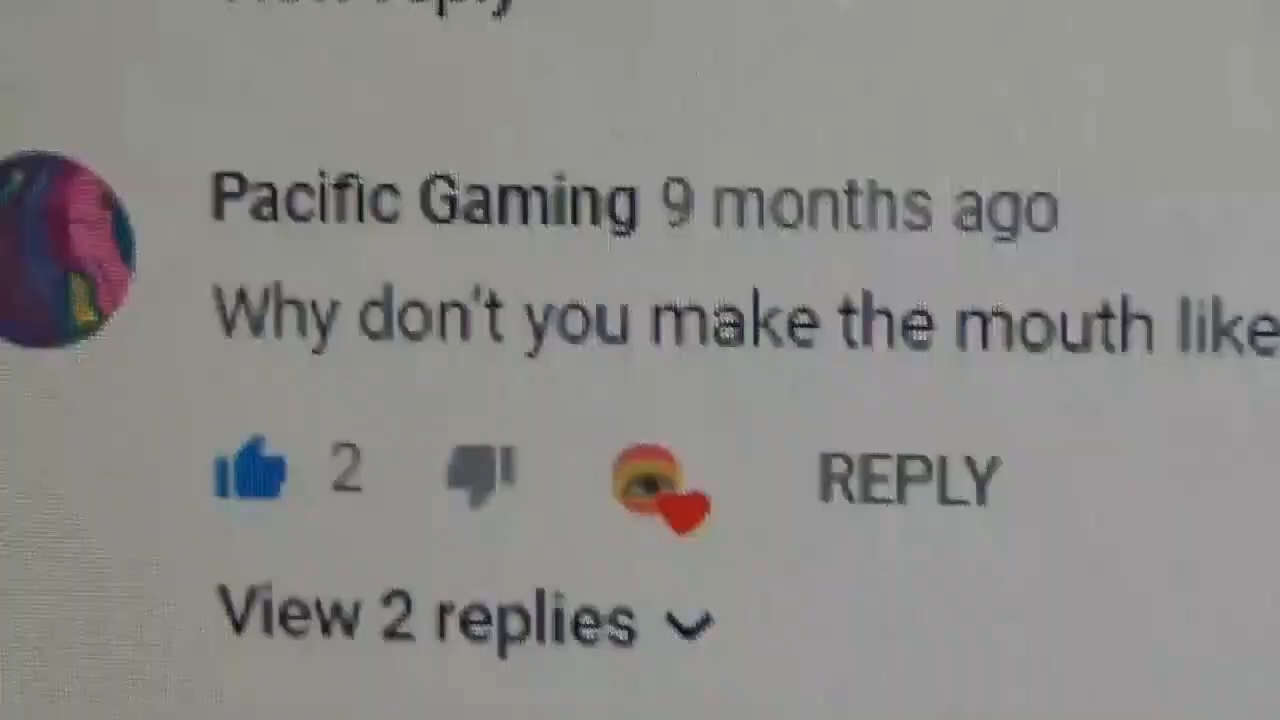 Pacific Gaming 9 months ago
Why don't you make the mouth like
2
REPLY
View 2 replies